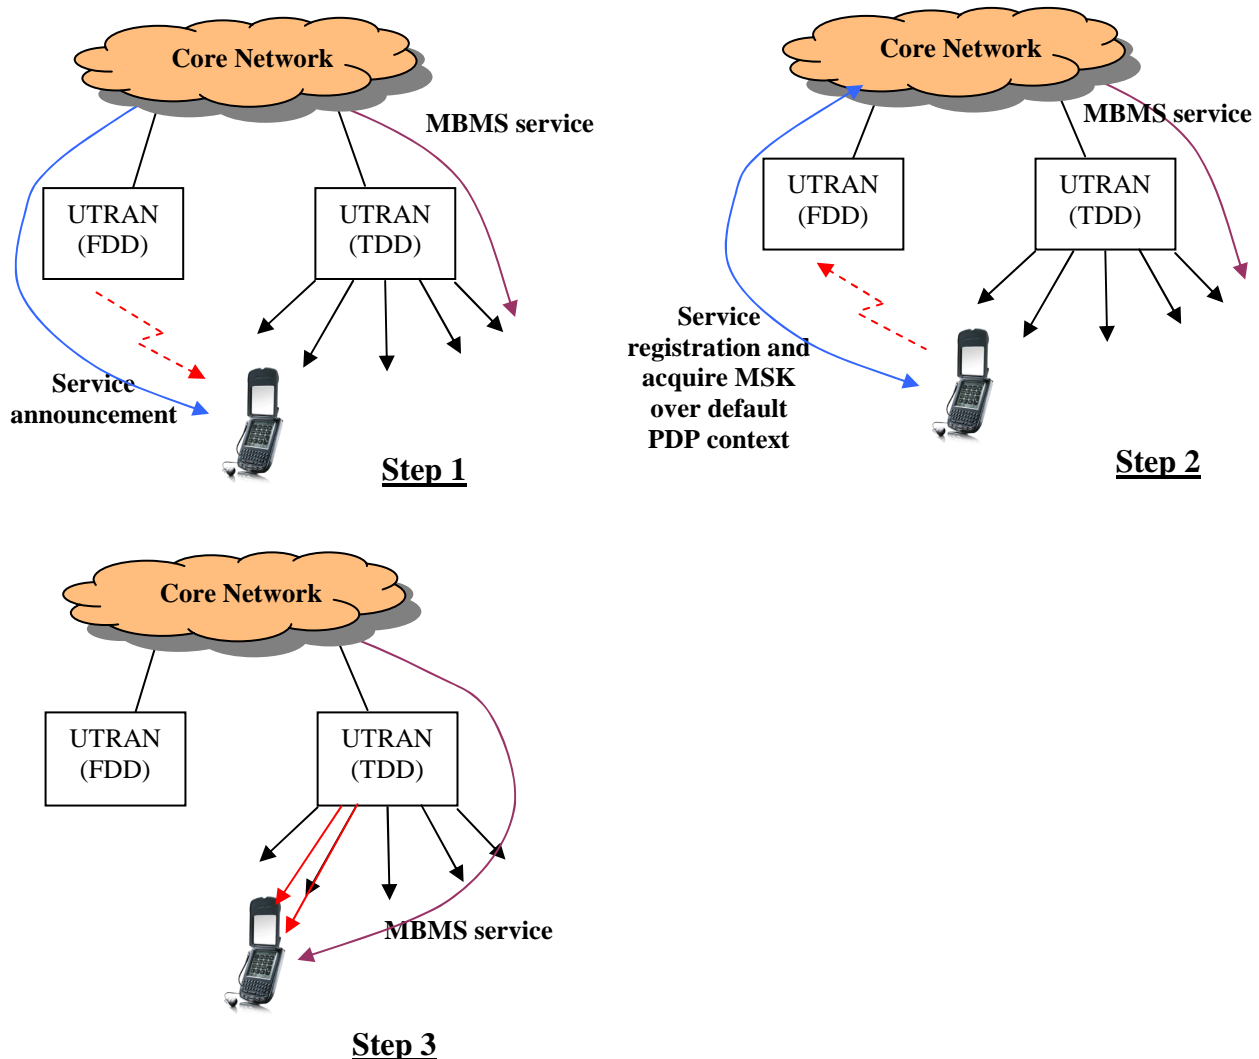 Core Network
MBMS service
UTRAN
(FDD)
UTRAN
(TDD)
Service
announcement
Step 1
Core Network
MBMS service
UTRAN
(FDD)
UTRAN
(TDD)
Service
registration and
acquire MSK
over default
PDP context
Step 2
Core Network
UTRAN
(FDD)
UTRAN
(TDD)
MBMS service
Step 3